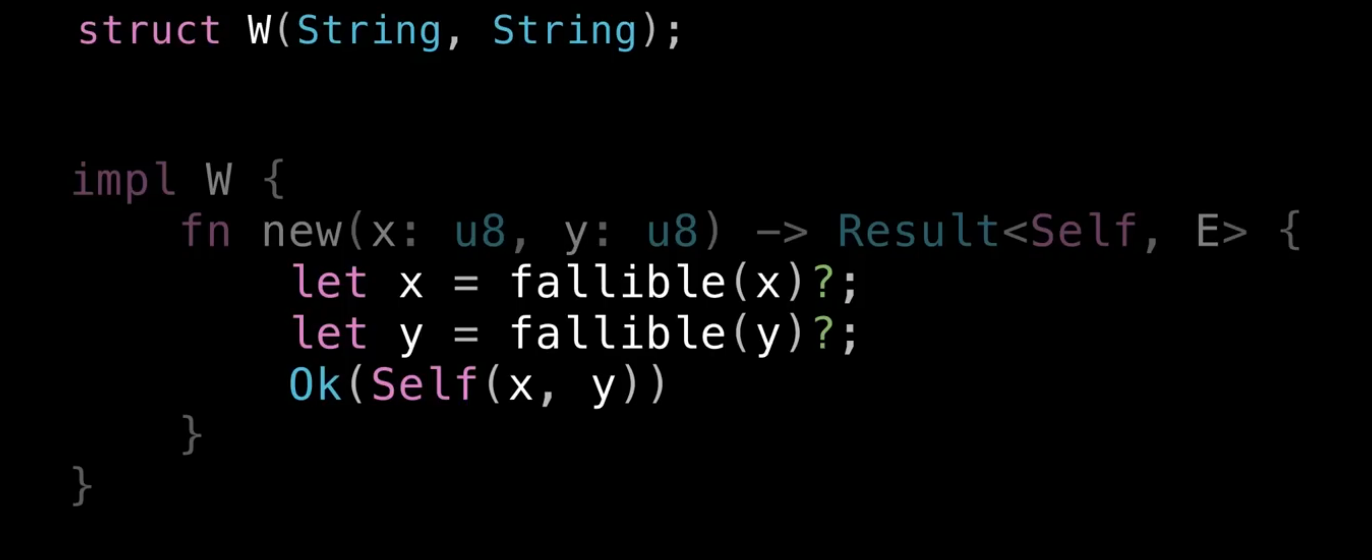 struct W(String, String);
impl W {
    fn new(x: u8, y: u8) -> Result<Self, E> {
        let x = fallible(x)?;
        let y = fallible(y)?;
        Ok(Self(x, y))
    }
}